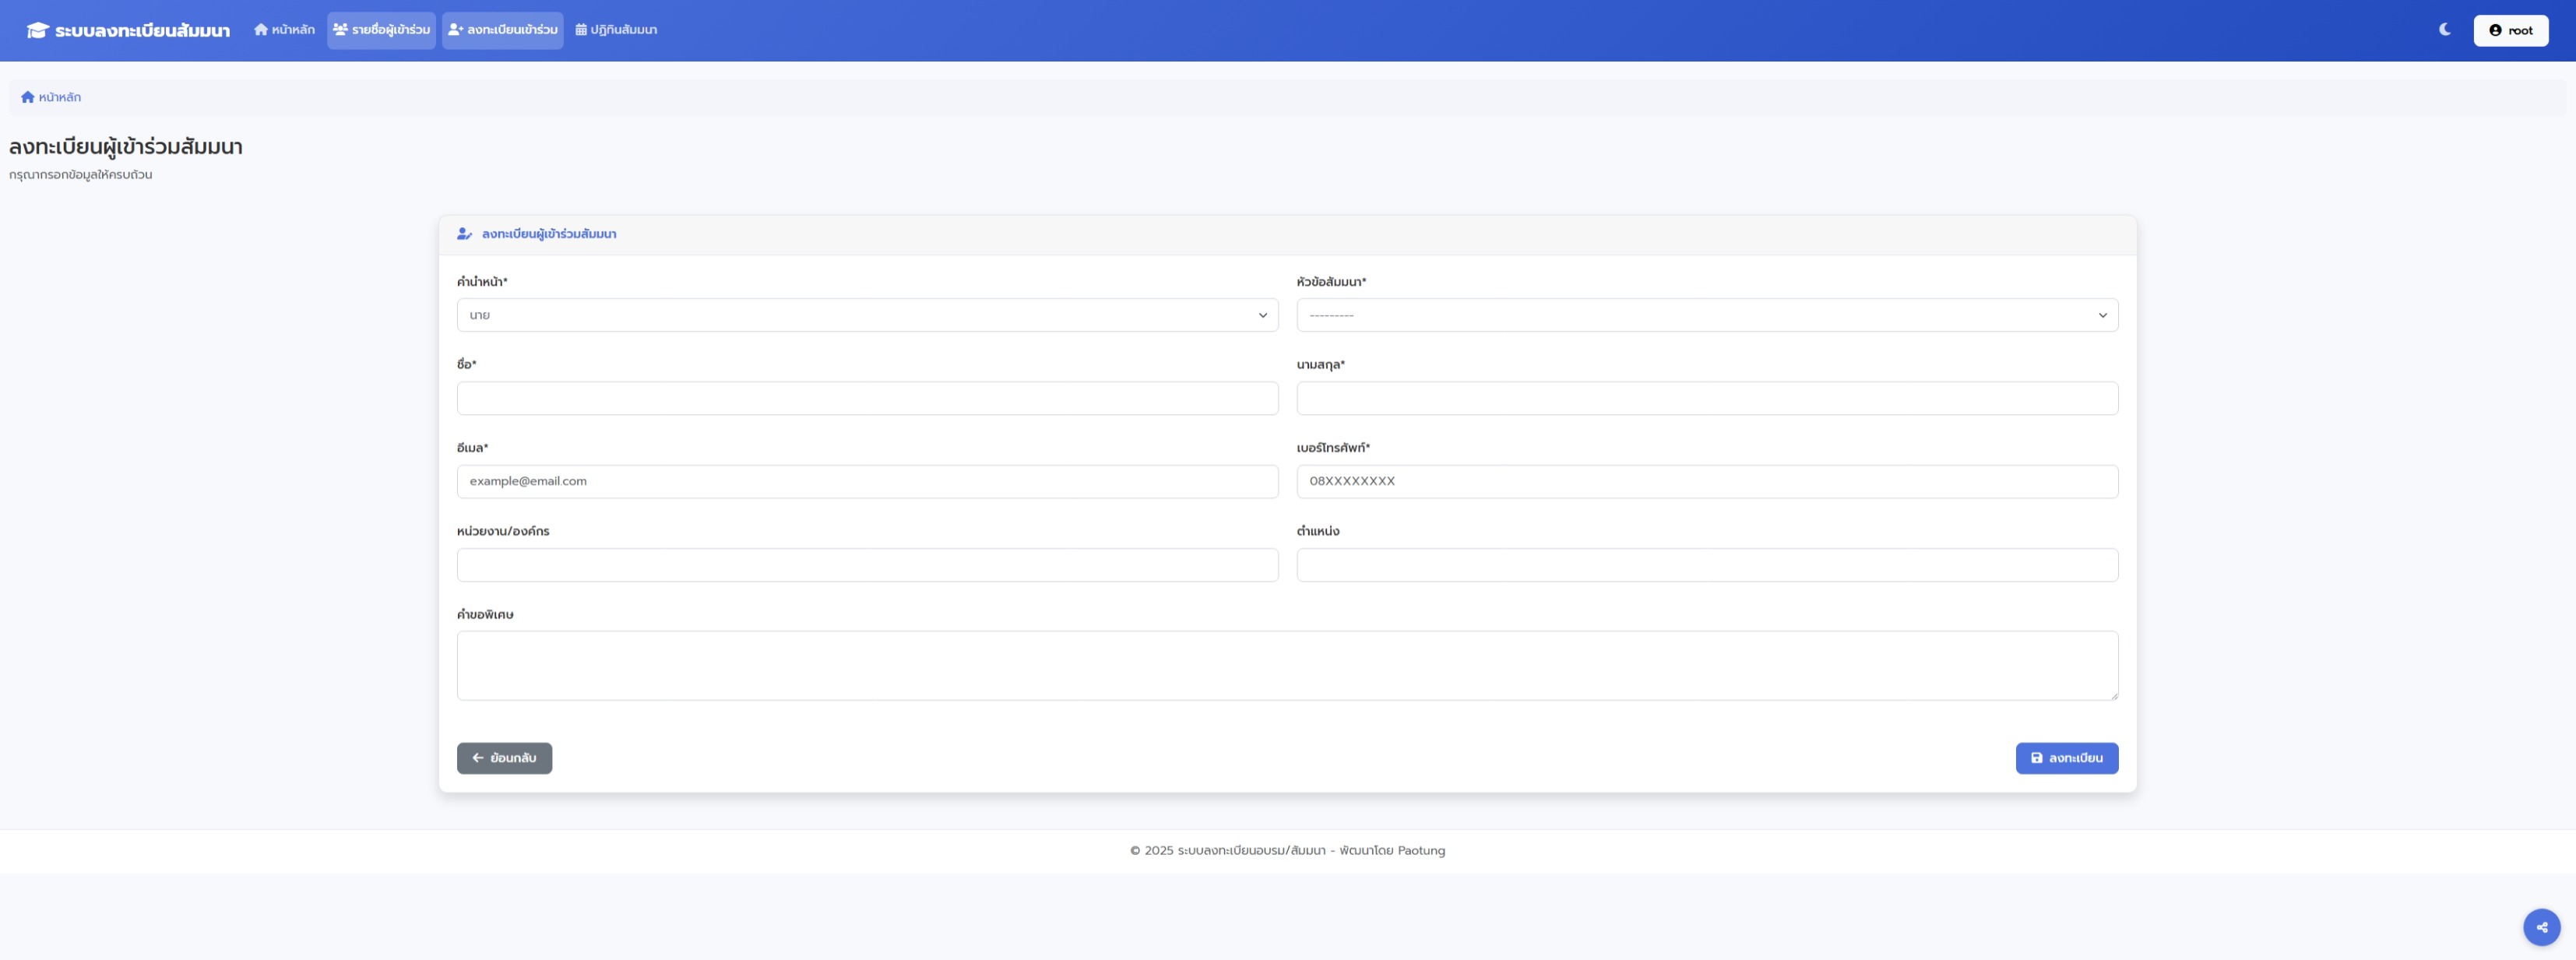 ระบบลงทะเบียนสัมมนา หน้าหลัก รายชื่อผู้เข้าร่วม ลงทะเบียนเข้าร่วม ปฏิทินสัมมนา root
หน้าหลัก
ลงทะเบียนผู้เข้าร่วมสัมมนา
กรุณากรอกข้อมูลให้ครบถ้วน
ลงทะเบียนผู้เข้าร่วมสัมมนา
คำนำหน้า* หัวข้อสัมมนา*
นาย ---------
ชื่อ* นามสกุล*
อีเมล* เบอร์โทรศัพท์*
example@email.com 08XXXXXXXX
หน่วยงาน/องค์กร ตำแหน่ง
คำขอพิเศษ
ย้อนกลับ ลงทะเบียน
© 2025 ระบบลงทะเบียนอบรม/สัมมนา - พัฒนาโดย Paotung